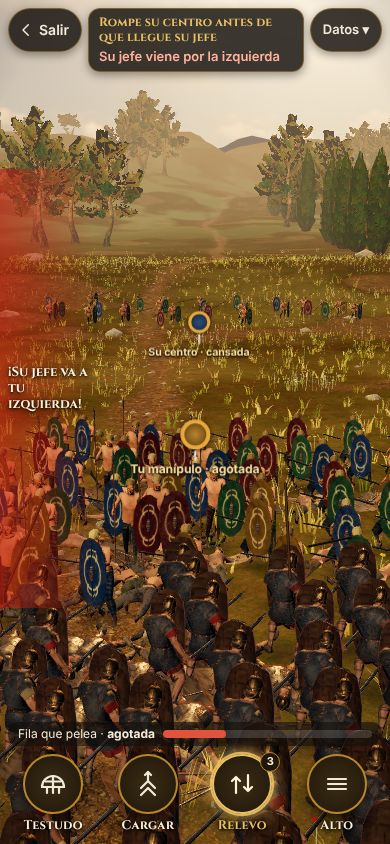 Salir
Rompe su centro antes de
que llegue su jefe
Su jefe viene por la izquierda
Datos ▾
Su centro · cansada
¡Su jefe va a
tu
izquierda!
Tu manípulo · agotada
Fila que pelea · agotada
3
Testudo
Cargar
Relevo
Alto